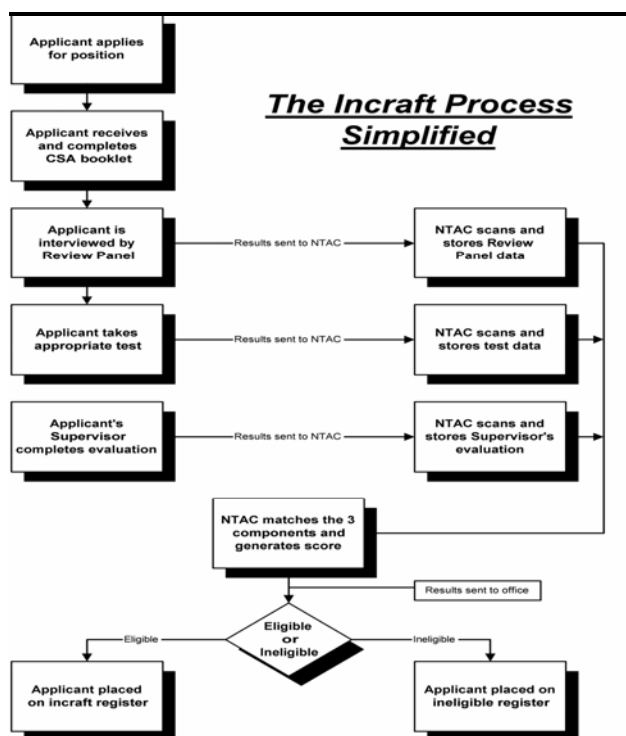 Applicant applies
for position
The Incraft Process
Simplified
Applicant receives
and completes
CSA booklet
Applicant is
interviewed by
Review Panel
Results sent to NTAC
NTAC scans and
stores Review
Panel data
Applicant takes
appropriate test
Results sent to NTAC
NTAC scans and
stores test data
Applicant's
Supervisor
completes evaluation
Results sent to NTAC
NTAC scans and
stores Supervisor's
evaluation
NTAC matches the 3
components and
generates score
Results sent to office
Eligible
or
Ineligible
Eligible
Ineligible
Applicant placed
on incraft register
Applicant placed on
ineligible register